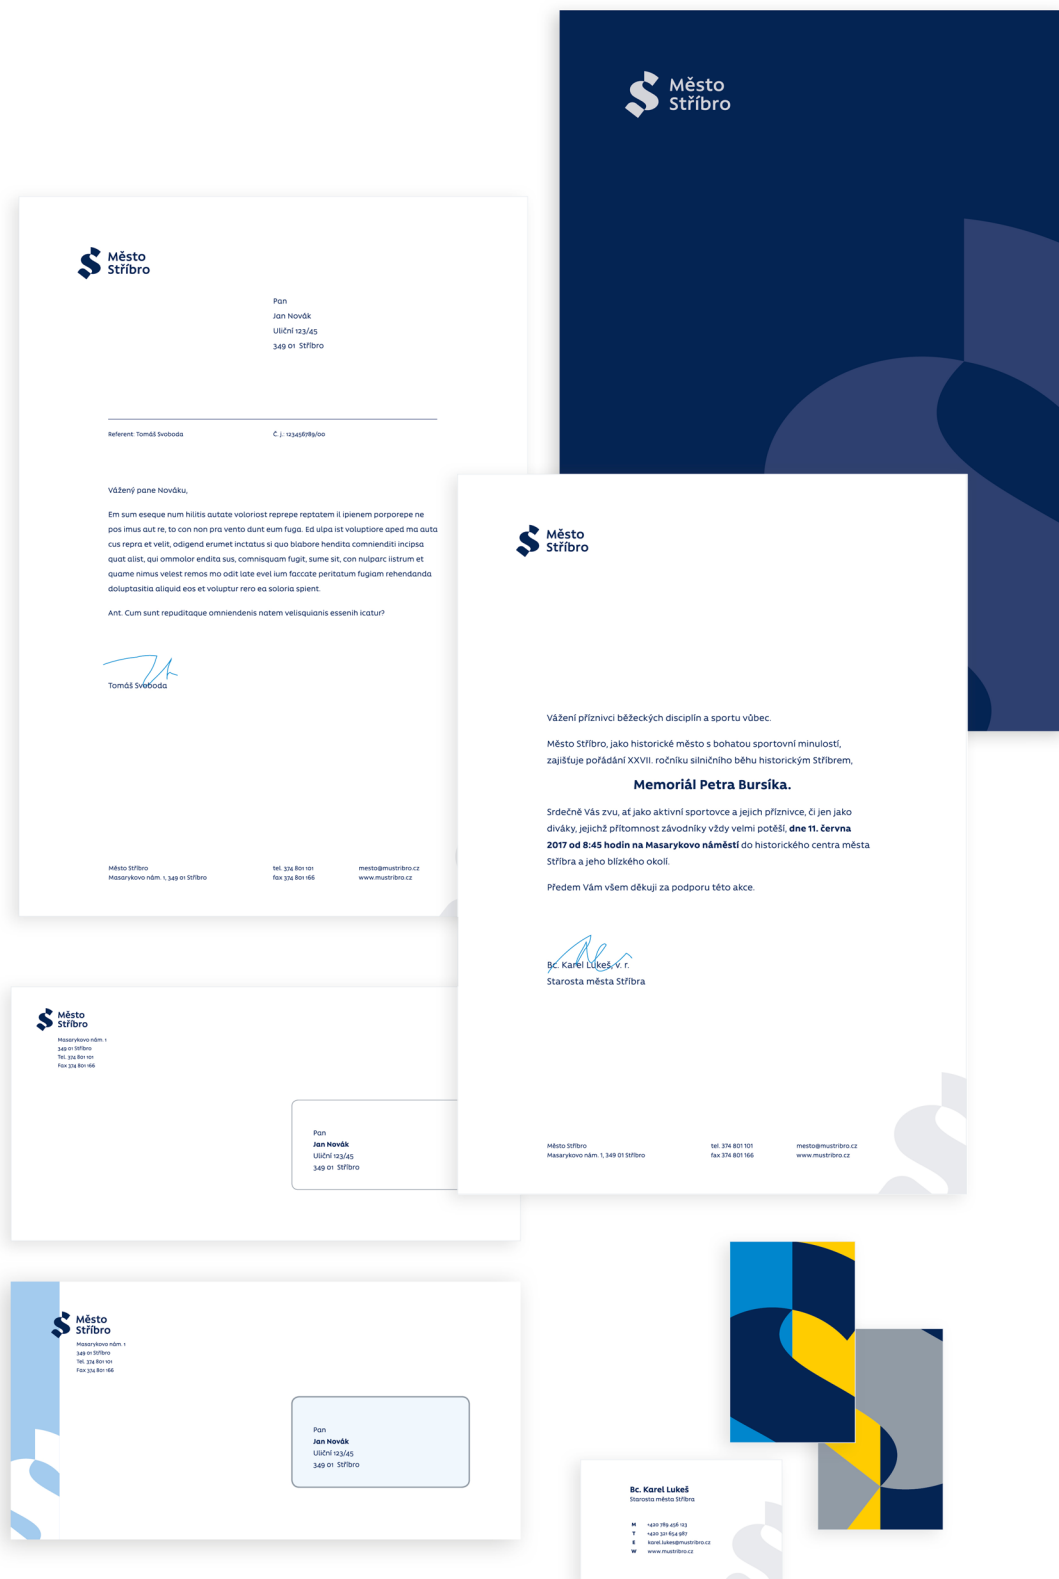 Město
Stříbro
Město
Stříbro
Pan
Jan Novák
Uliční 123/45
349 01 Stříbro
Referent: Tomáš Svoboda
Č. j.: 123456789/00
Vážený pane Nováku,
Em sum eseque num hilitis autate voloriost reprepe reptatem il ipienem porporepe ne
pos imus aut re, to con non pra vento dunt eum fuga. Ed ulpa ist voluptiore aped ma auta
cus repra et velit, odigend erumet inctatus si quo blabore hendita comnienditi incipsa
quat alist, qui ommolor endita sus, comnisquam fugit, sume sit, con nulparc iistrum et
quame nimus velest remos mo odit late evel ium faccate peritatum fugiam rehendanda
doluptasitia aliquid eos et voluptur rero ea soloria spient.
Ant. Cum sunt repuditaque omniendenis natem velisquianis essenih icatur?
Tomáš Svoboda
Město Stříbro
Masarykovo nám. 1, 349 01 Stříbro
tel. 374 801 101
fax 374 801 166
mesto@mustribro.cz
www.mustribro.cz
Město
Stříbro
Vážení příznivci běžeckých disciplín a sportu vůbec.
Město Stříbro, jako historické město s bohatou sportovní minulostí,
zajišťuje pořádání XXVII. ročníku silničního běhu historickým Stříbrem,
Memoriál Petra Bursíka.
Srdečně Vás zvu, ať jako aktivní sportovce a jejich příznivce, či jen jako
diváky, jejichž přítomnost závodníky vždy velmi potěší, dne 11. června
2017 od 8:45 hodin na Masarykovo náměstí do historického centra města
Stříbra a jeho blízkého okolí.
Předem Vám všem děkuji za podporu této akce.
Bc. Karel Lukeš, v. r.
Starosta města Stříbra
Město Stříbro
Masarykovo nám. 1, 349 01 Stříbro
tel. 374 801 101
fax 374 801 166
mesto@mustribro.cz
www.mustribro.cz
Město
Stříbro
Masarykovo nám. 1
349 01 Stříbro
Tel. 374 801 101
Fax 374 801 166
Pan
Jan Novák
Uliční 123/45
349 01 Stříbro
Město
Stříbro
Masarykovo nám. 1
349 01 Stříbro
Tel. 374 801 101
Fax 374 801 166
Pan
Jan Novák
Uliční 123/45
349 01 Stříbro
Bc. Karel Lukeš
Starosta města Stříbra
M +420 789 456 123
T +420 321 654 987
E karel.lukes@mustribro.cz
W www.mustribro.cz